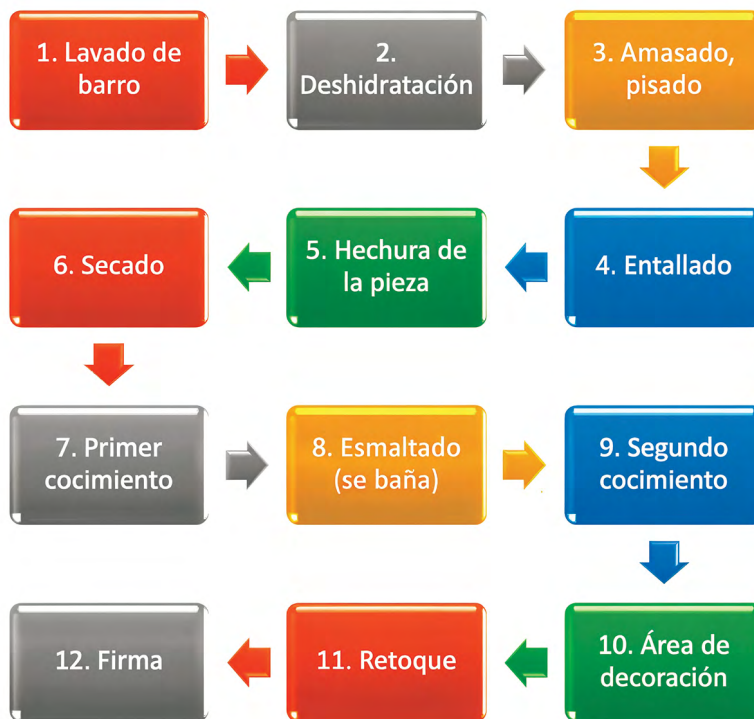 1. Lavado de
barro
2.
Deshidratación
3. Amasado,
pisado
4. Entallado
5. Hechura de
la pieza
6. Secado
7. Primer
cocimiento
8. Esmaltado
(se baña)
9. Segundo
cocimiento
10. Área de
decoración
11. Retoque
12. Firma